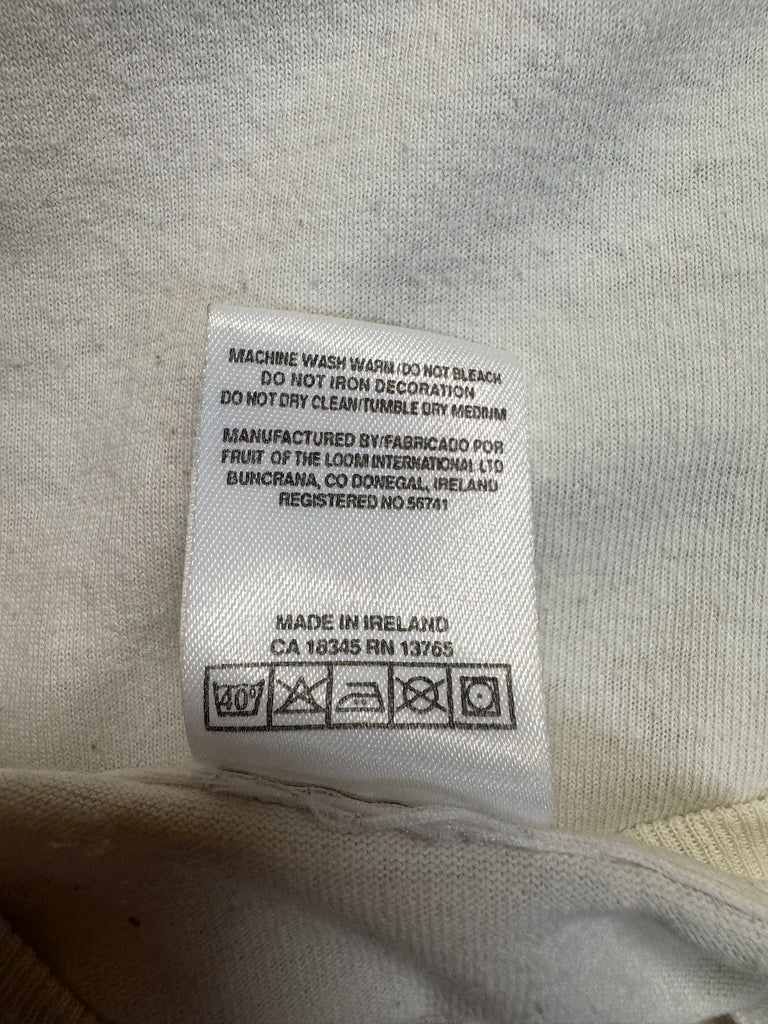 MACHINE WASH WARM/DO NOT BLEACH
DO NOT IRON DECORATION
DO NOT DRY CLEAN/TUMBLE DRY MEDIUM
MANUFACTURED BY/FABRICADO POR
FRUIT OF THE LOOM INTERNATIONAL LTD
BUNCRANA, CO DONEGAL, IRELAND
REGISTERED NO 56741
MADE IN IRELAND
CA 18345 RN 13765
40°